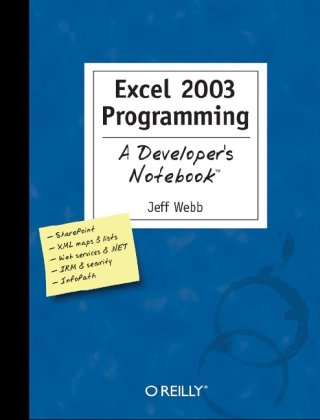 Excel 2003
Programming
A Developer's
Notebook™
Jeff Webb
– SharePoint
– XML maps & lists
– Web services & .NET
– IRM & security
– InfoPath
O'REILLY®